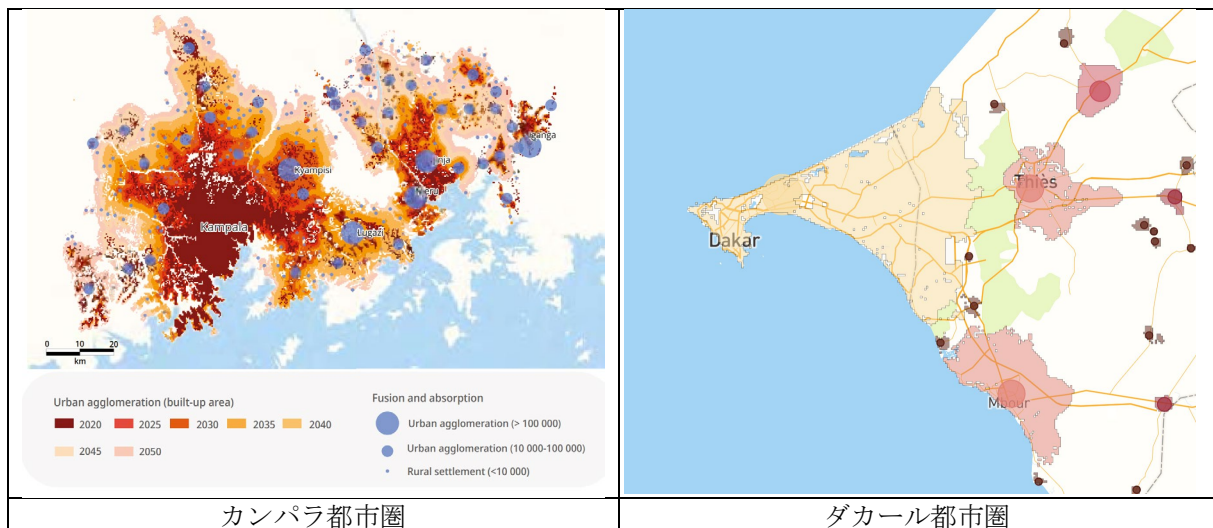 Kampala
Kyampisi
Lugazi
Jinja
Njeru
Iganga
0 10 20
km
Urban agglomeration (built-up area)
2020 2025 2030 2035 2040
2045 2050
Fusion and absorption
Urban agglomeration (> 100 000)
Urban agglomeration (10 000-100 000)
Rural settlement (<10 000)
Dakar
Thiès
Mbour
カンパラ都市圏
ダカール都市圏